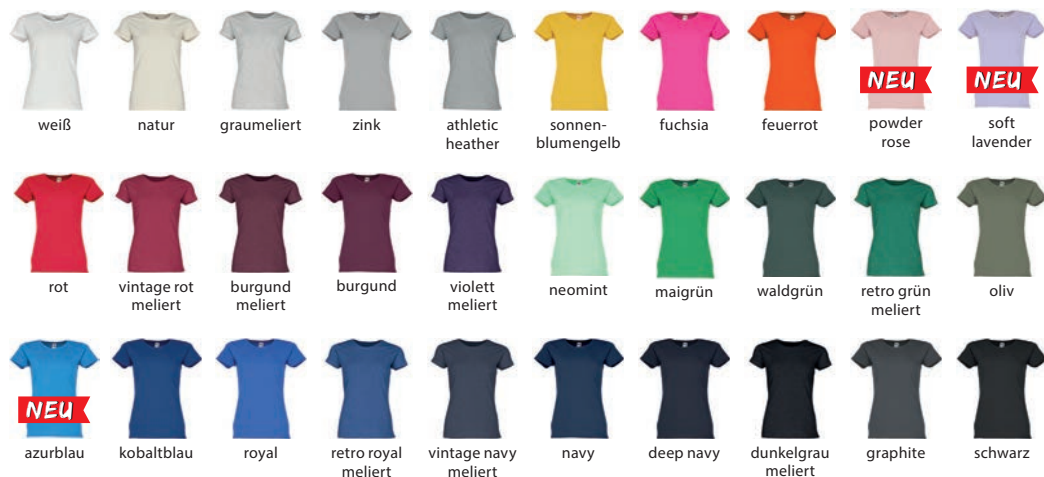 NEU NEU
weiß natur graumeliert zink athletic heather sonnen-blumengelb fuchsia feuerrot powder rose soft lavender
rot vintage rot meliert burgund meliert burgund violett meliert neomint maigrün waldgrün retro grün meliert oliv
NEU
azurblau kobaltblau royal retro royal meliert vintage navy meliert navy deep navy dunkelgrau meliert graphite schwarz